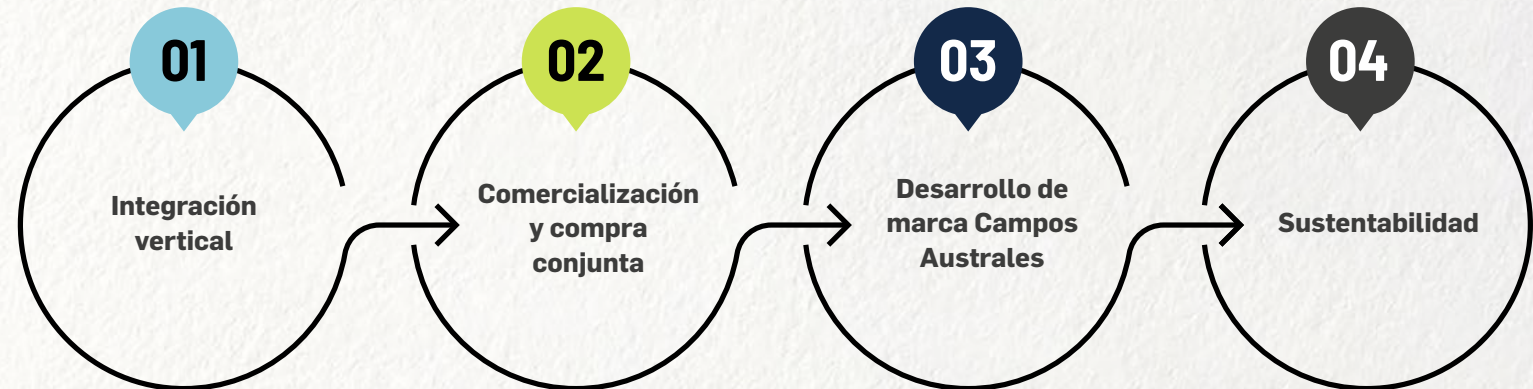 01
Integración
vertical
02
Comercialización
y compra
conjunta
03
Desarrollo de
marca Campos
Australes
04
Sustentabilidad